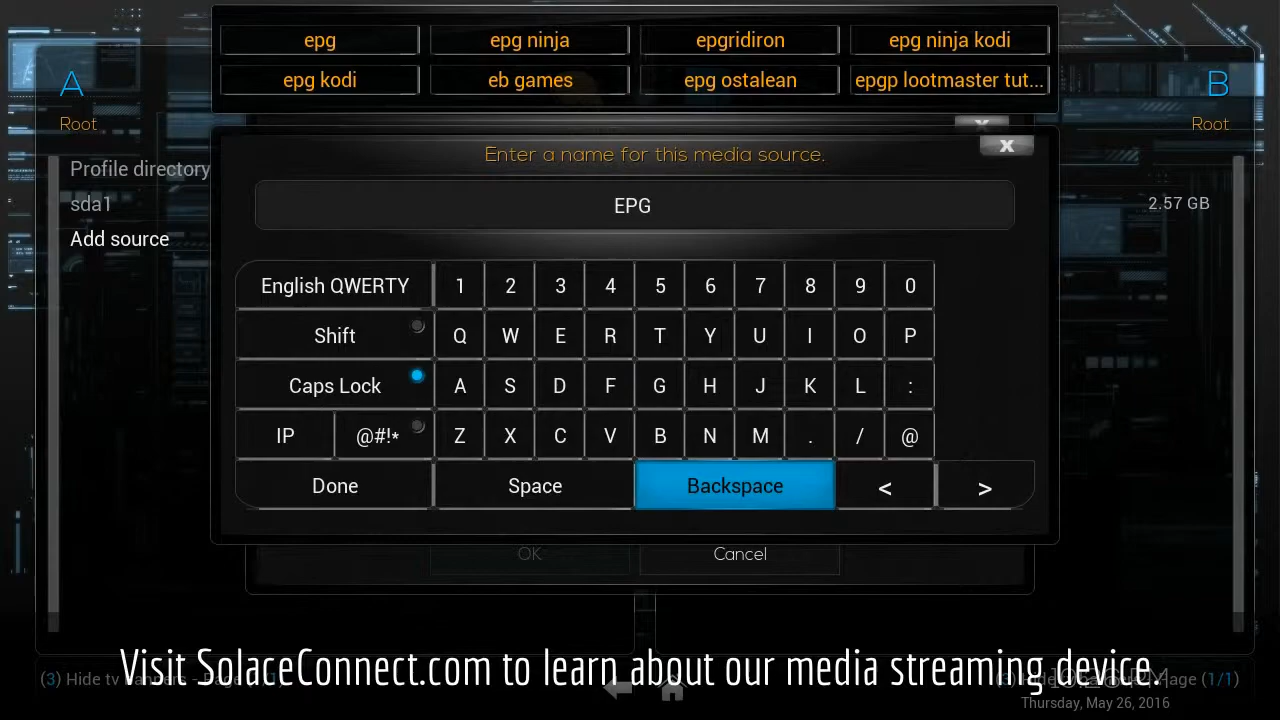 epg
epg ninja
epgridiron
epg ninja kodi
epg kodi
eb games
epg ostalean
epgp lootmaster tut...
A
Root
B
Root
X
X
Enter a name for this media source.
EPG
Profile directory
sda1
Add source
2.57 GB
English QWERTY 1 2 3 4 5 6 7 8 9 0
Shift Q W E R T Y U I O P
Caps Lock A S D F G H J K L :
IP @#!* Z X C V B N M . / @
Done Space Backspace < >
OK
Cancel
Visit SolaceConnect.com to learn about our media streaming device.
(3) Hide tv
(1/1)
Thursday, May 26, 2016